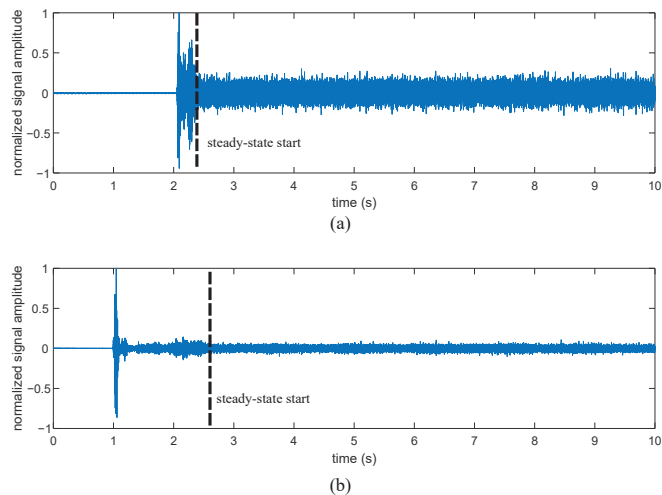 normalized signal amplitude
1
0.5
0
−0.5
−1
steady-state start
0 1 2 3 4 5 6 7 8 9 10
time (s)
(a)
normalized signal amplitude
1
0.5
0
−0.5
−1
steady-state start
0 1 2 3 4 5 6 7 8 9 10
time (s)
(b)